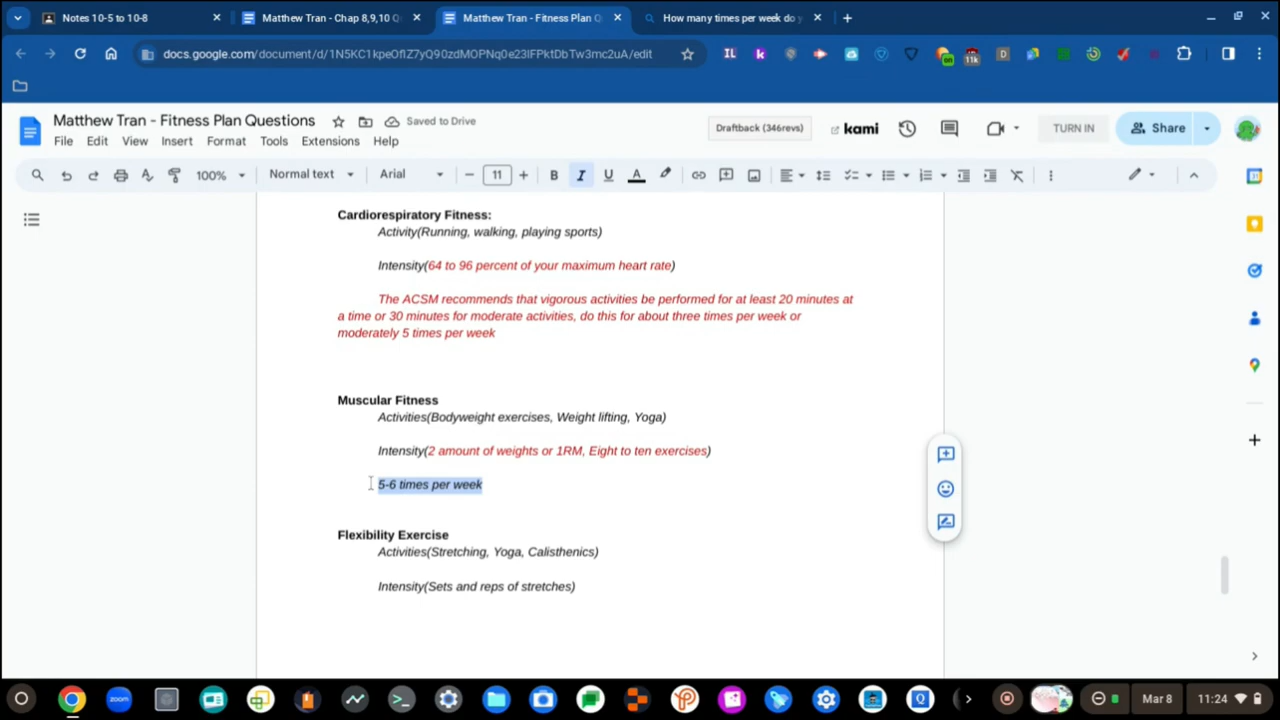 Notes 10-5 to 10-8
Matthew Tran - Chap 8,9,10 Q
Matthew Tran - Fitness Plan Q
How many times per week do y
docs.google.com/document/d/1N5KC1kpeOfIZ7yQ90zdMOPNq0e23IFPktDbTw3mc2uA/edit
IL
k
on
11k
D
Matthew Tran - Fitness Plan Questions
Saved to Drive
File Edit View Insert Format Tools Extensions Help
Draftback (346revs)
kami
TURN IN
Share
100%
Normal text
Arial
11
B I U A
Cardiorespiratory Fitness:
Activity(Running, walking, playing sports)
Intensity(64 to 96 percent of your maximum heart rate)
The ACSM recommends that vigorous activities be performed for at least 20 minutes at
a time or 30 minutes for moderate activities, do this for about three times per week or
moderately 5 times per week
Muscular Fitness
Activities(Bodyweight exercises, Weight lifting, Yoga)
Intensity(2 amount of weights or 1RM, Eight to ten exercises)
5-6 times per week
Flexibility Exercise
Activities(Stretching, Yoga, Calisthenics)
Intensity(Sets and reps of stretches)
zoom
Q
Mar 8
11:24